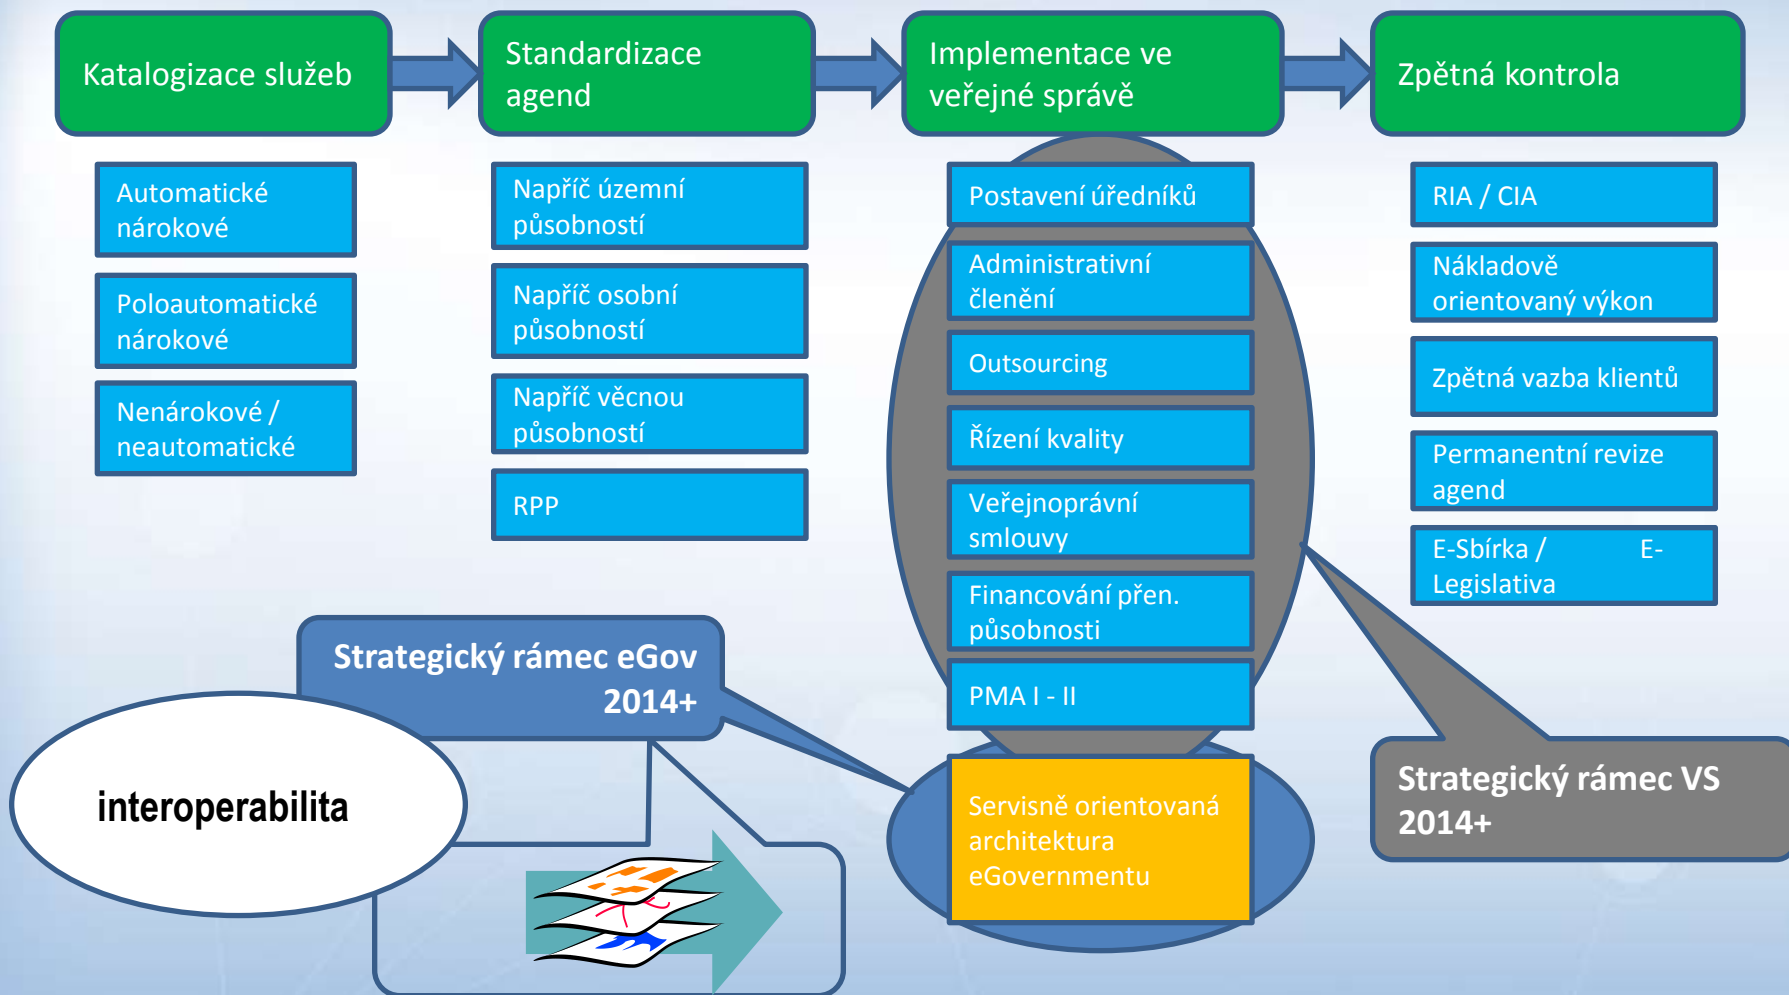 Katalogizace služeb
Standardizace
agend
Implementace ve
veřejné správě
Zpětná kontrola
Automatické
nárokové
Poloautomatické
nárokové
Nenárokové /
neautomatické
Napříč územní
působností
Napříč osobní
působností
Napříč věcnou
působností
RPP
Postavení úředníků
Administrativní
členění
Outsourcing
Řízení kvality
Veřejnoprávní
smlouvy
Financování přen.
působnosti
PMA I - II
Servisně orientovaná
architektura
eGovernmentu
RIA / CIA
Nákladově
orientovaný výkon
Zpětná vazba klientů
Permanentní revize
agend
E-Sbírka / E-
Legislativa
Strategický rámec eGov
2014+
interoperabilita
Strategický rámec VS
2014+